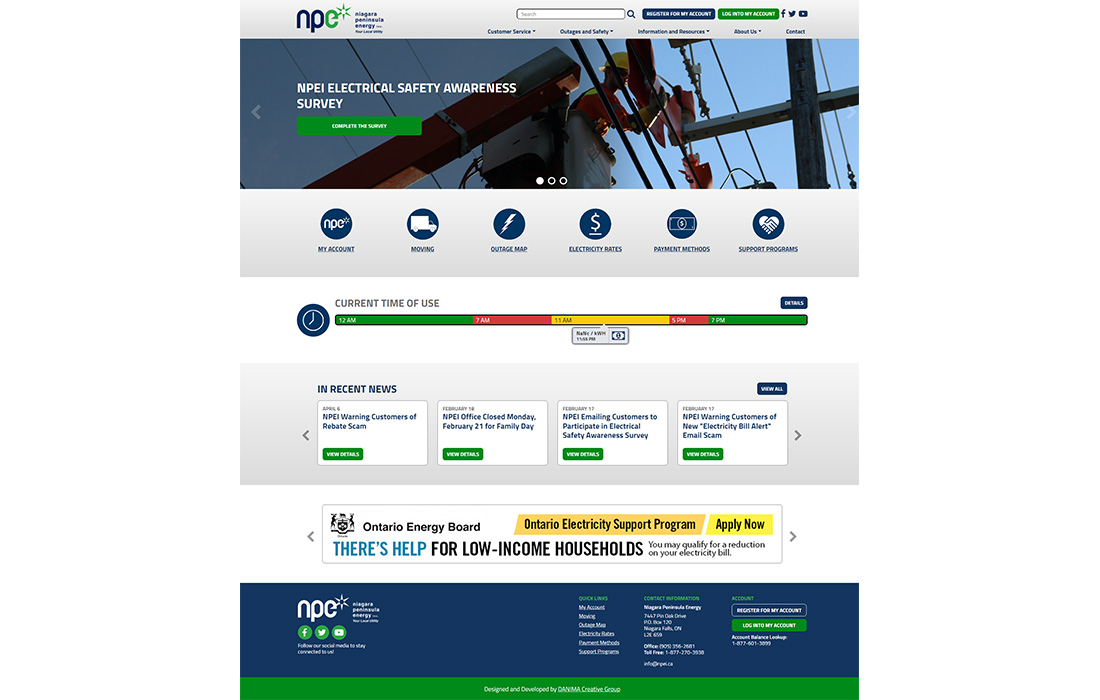 npe
niagara
peninsula
energy inc.
Your Local Utility
Search
REGISTER FOR MY ACCOUNT
LOG INTO MY ACCOUNT
Customer Service
Outages and Safety
Information and Resources
About Us
Contact
NPEI ELECTRICAL SAFETY AWARENESS
SURVEY
COMPLETE THE SURVEY
npe
MY ACCOUNT
MOVING
OUTAGE MAP
ELECTRICITY RATES
PAYMENT METHODS
SUPPORT PROGRAMS
CURRENT TIME OF USE
DETAILS
12 AM
7 AM
11 AM
5 PM
7 PM
NaN¢ / kWH
IN RECENT NEWS
VIEW ALL
APRIL 6
NPEI Warning Customers of
Rebate Scam
VIEW DETAILS
FEBRUARY 18
NPEI Office Closed Monday,
February 21 for Family Day
VIEW DETAILS
FEBRUARY 17
NPEI Emailing Customers to
Participate in Electrical
Safety Awareness Survey
VIEW DETAILS
FEBRUARY 17
NPEI Warning Customers of
New "Electricity Bill Alert"
Email Scam
VIEW DETAILS
Ontario
Ontario Energy Board
Ontario Electricity Support Program
Apply Now
THERE'S HELP FOR LOW-INCOME HOUSEHOLDS
You may qualify for a reduction
on your electricity bill.
npe
niagara
peninsula
energy inc.
Your Local Utility
Follow our social media to stay
connected to us!
QUICK LINKS
My Account
Moving
Outage Map
Electricity Rates
Payment Methods
Support Programs
CONTACT INFORMATION
Niagara Peninsula Energy
7447 Pin Oak Drive
P.O. Box 120
Niagara Falls, ON
L2E 6S9
Office: (905) 356-2681
Toll Free: 1-877-270-3938
info@npei.ca
ACCOUNT
REGISTER FOR MY ACCOUNT
LOG INTO MY ACCOUNT
Account Balance Lookup:
1-877-601-3899
Designed and Developed by DANIMA Creative Group